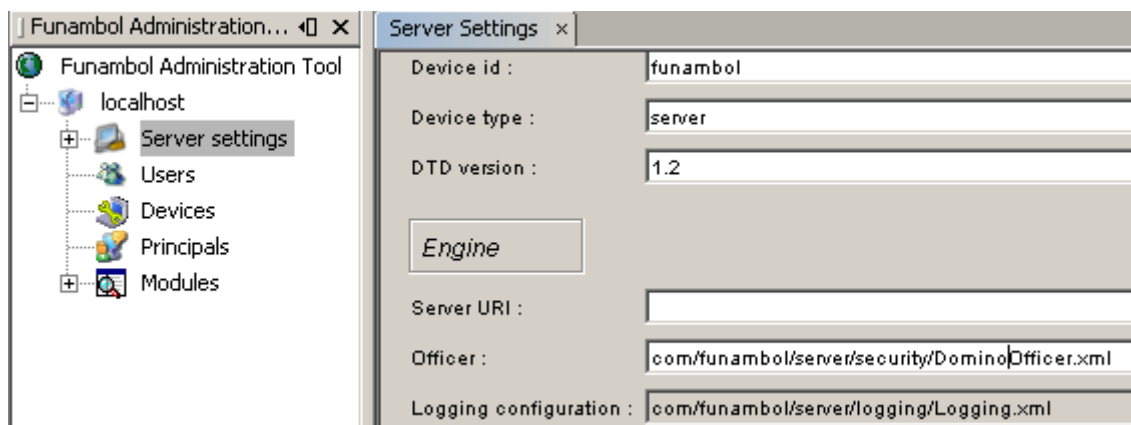 Funambol Administration...
Funambol Administration Tool
localhost
Server settings
Users
Devices
Principals
Modules
Server Settings
Device id : funambol
Device type : server
DTD version : 1.2
Engine
Server URI :
Officer : com/funambol/server/security/DominoOfficer.xml
Logging configuration : com/funambol/server/logging/Logging.xml